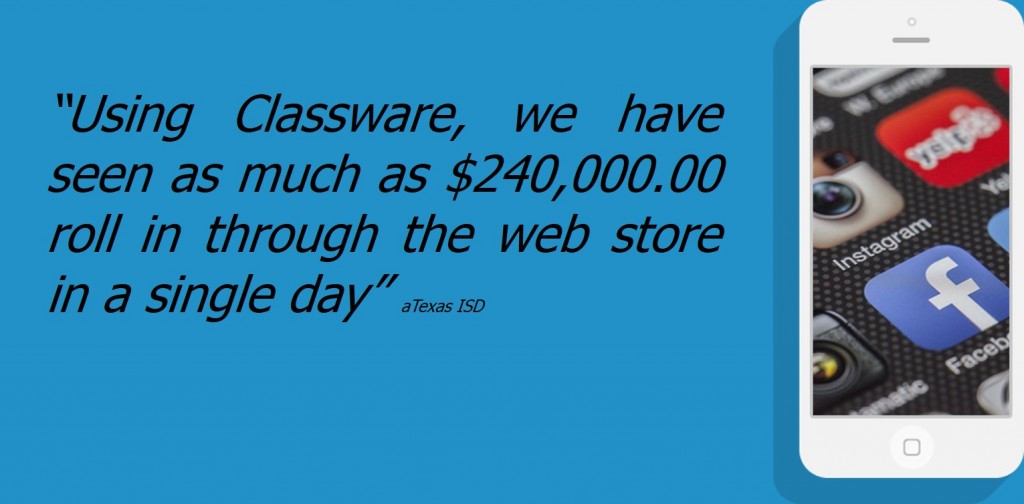 “Using Classware, we have
seen as much as $240,000.00
roll in through the web store
in a single day” aTexas ISD
W. Europe
yelp
Yel
Instagram
f
Faceb
matic